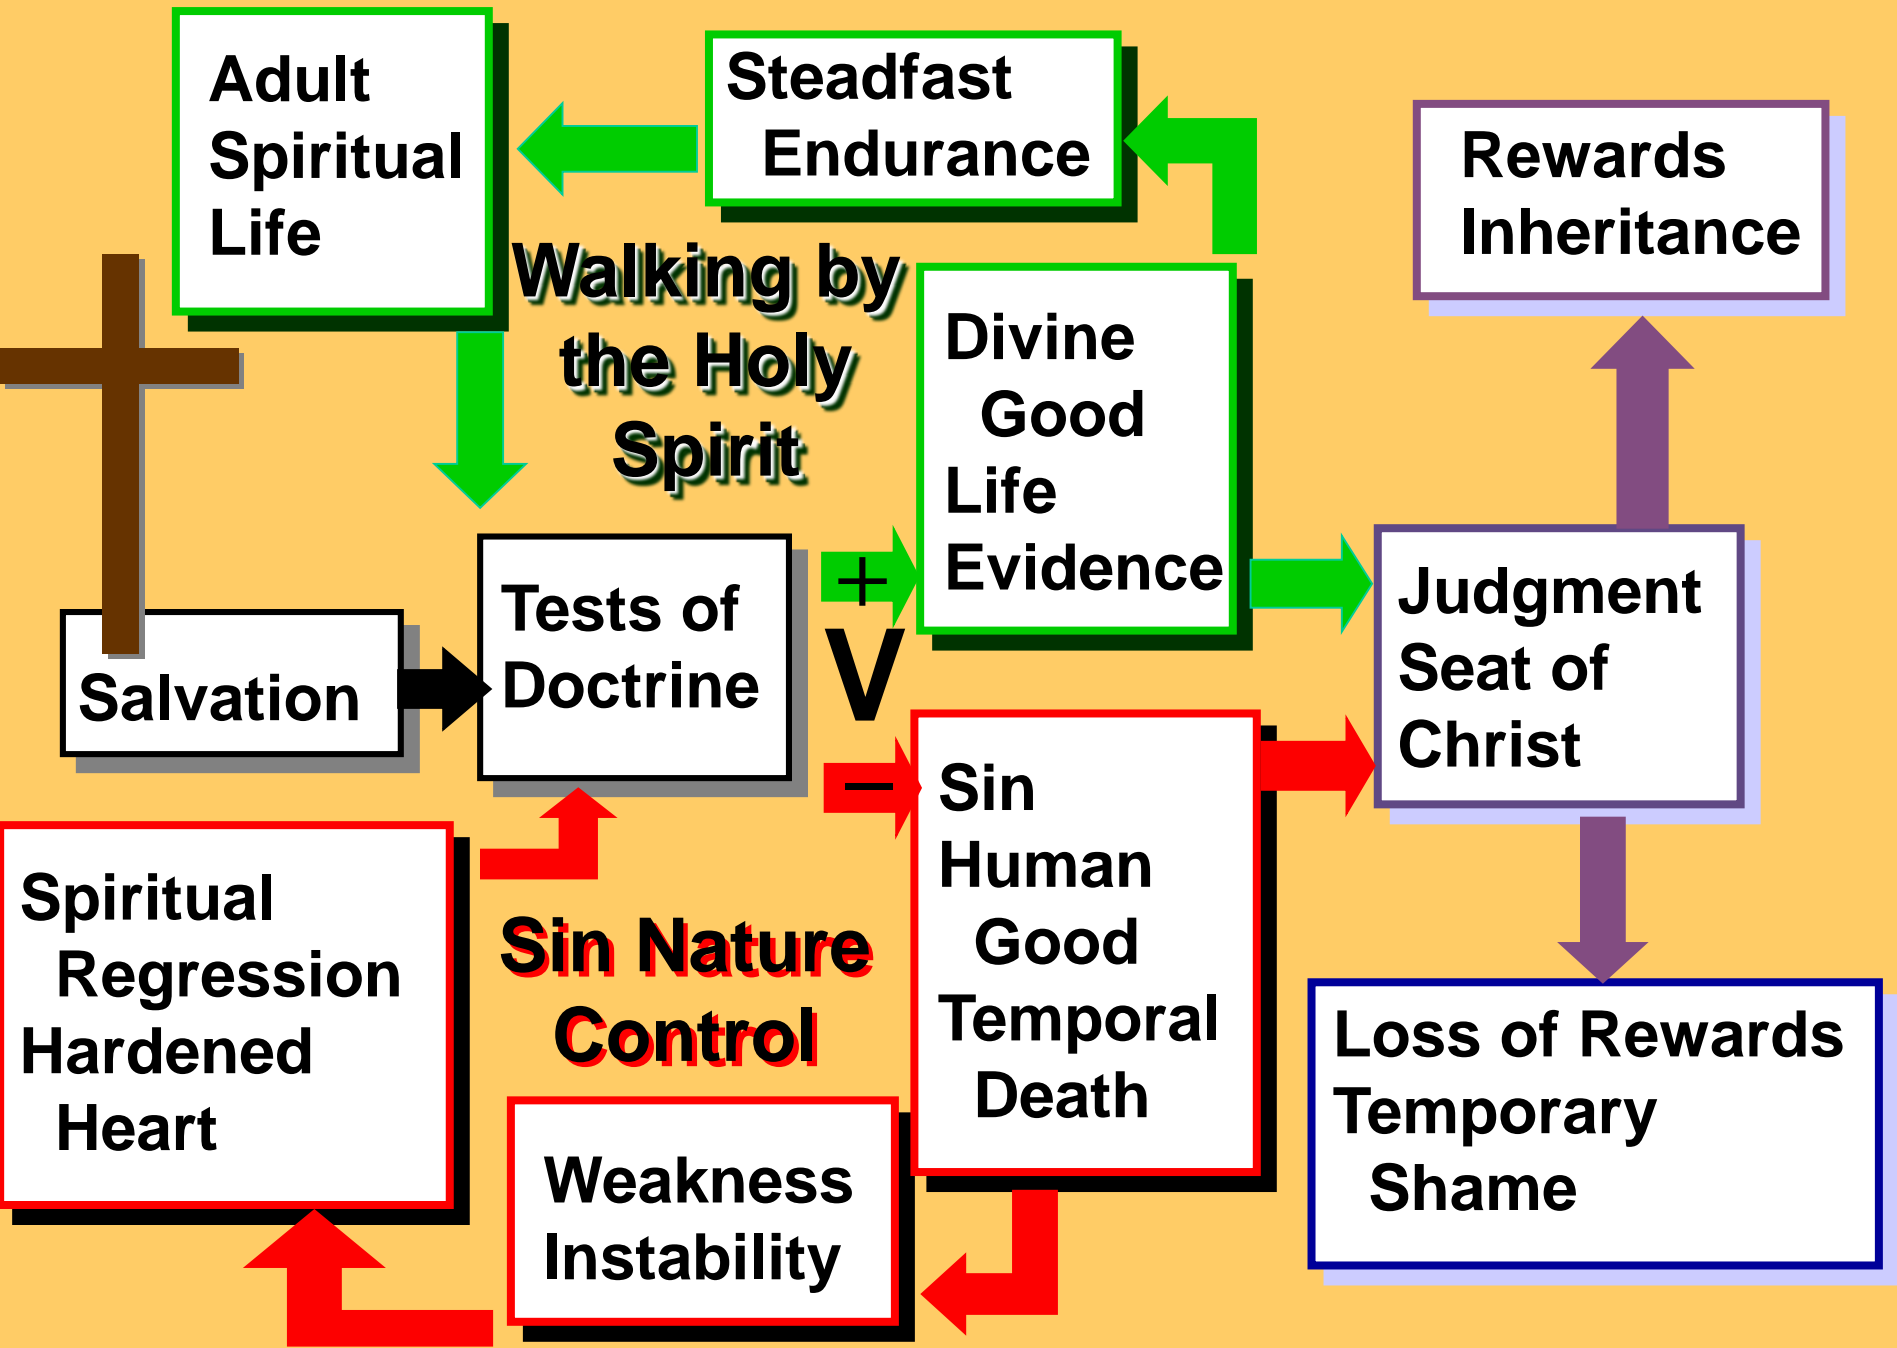 Adult
Spiritual
Life
Steadfast
Endurance
Rewards
Inheritance
Walking by
the Holy
Spirit
Divine
Good
Life
Evidence
Salvation
Tests of
Doctrine
+
V
–
Judgment
Seat of
Christ
Sin
Human
Good
Temporal
Death
Spiritual
Regression
Hardened
Heart
Sin Nature
Control
Weakness
Instability
Loss of Rewards
Temporary
Shame